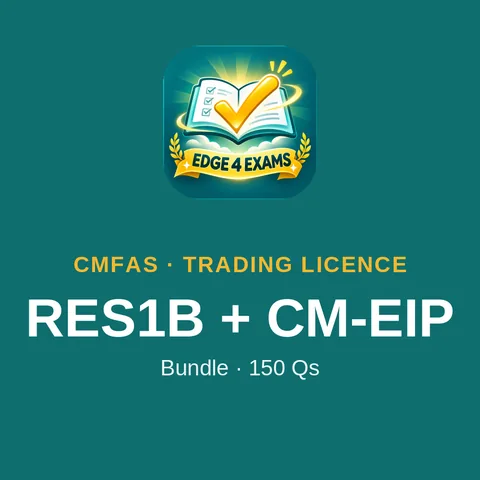 EDGE 4 EXAMS
CMFAS · TRADING LICENCE
RES1B + CM-EIP
Bundle · 150 Qs